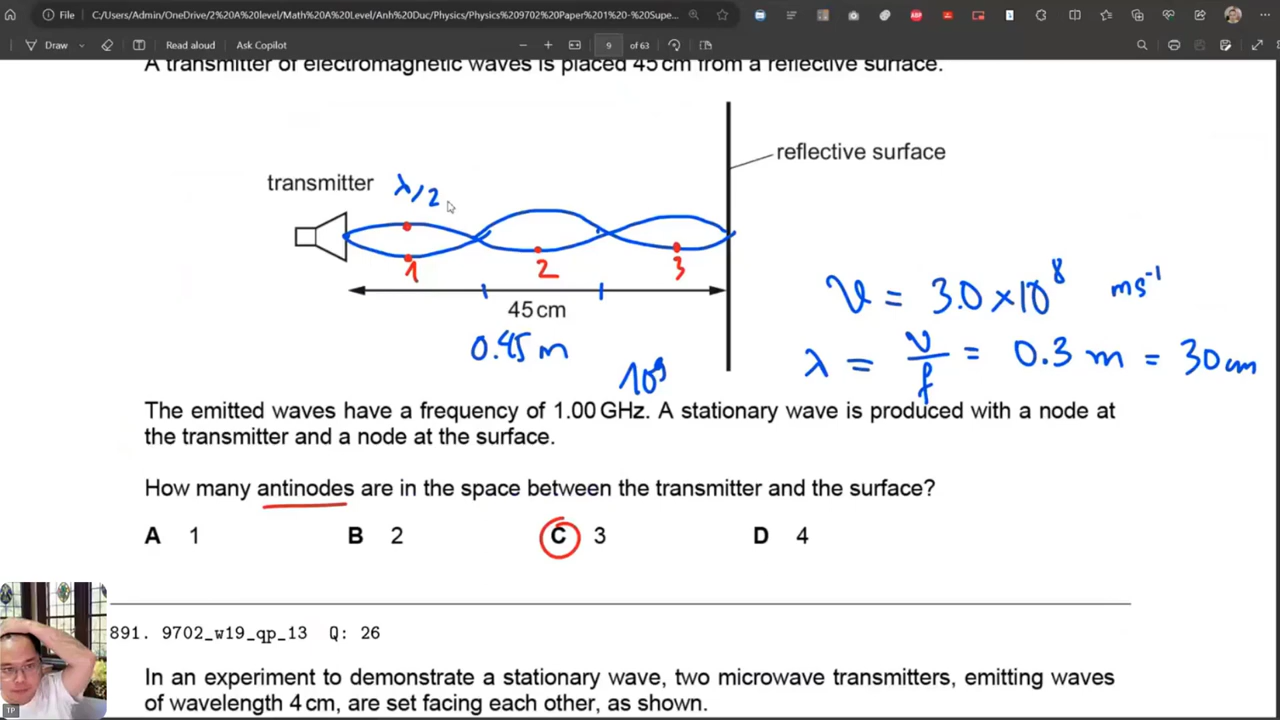 File
C:/Users/Admin/OneDrive/2%20A%20level/Math%20A%20Level/Anh%20Duc/Physics/Physics%209702%20Paper%201%20-%20Supe...
Draw
Read aloud
Ask Copilot
9
of 63
A transmitter of electromagnetic waves is placed 45 cm from a reflective surface.
reflective surface
transmitter
λ/2
1
2
3
45 cm
0.45 m
10⁹
v = 3.0 × 10⁸ ms⁻¹
λ = v/f = 0.3 m = 30 cm
The emitted waves have a frequency of 1.00 GHz. A stationary wave is produced with a node at
the transmitter and a node at the surface.
How many antinodes are in the space between the transmitter and the surface?
A 1 B 2 C 3 D 4
891. 9702_w19_qp_13 Q: 26
In an experiment to demonstrate a stationary wave, two microwave transmitters, emitting waves
of wavelength 4 cm, are set facing each other, as shown.
TP